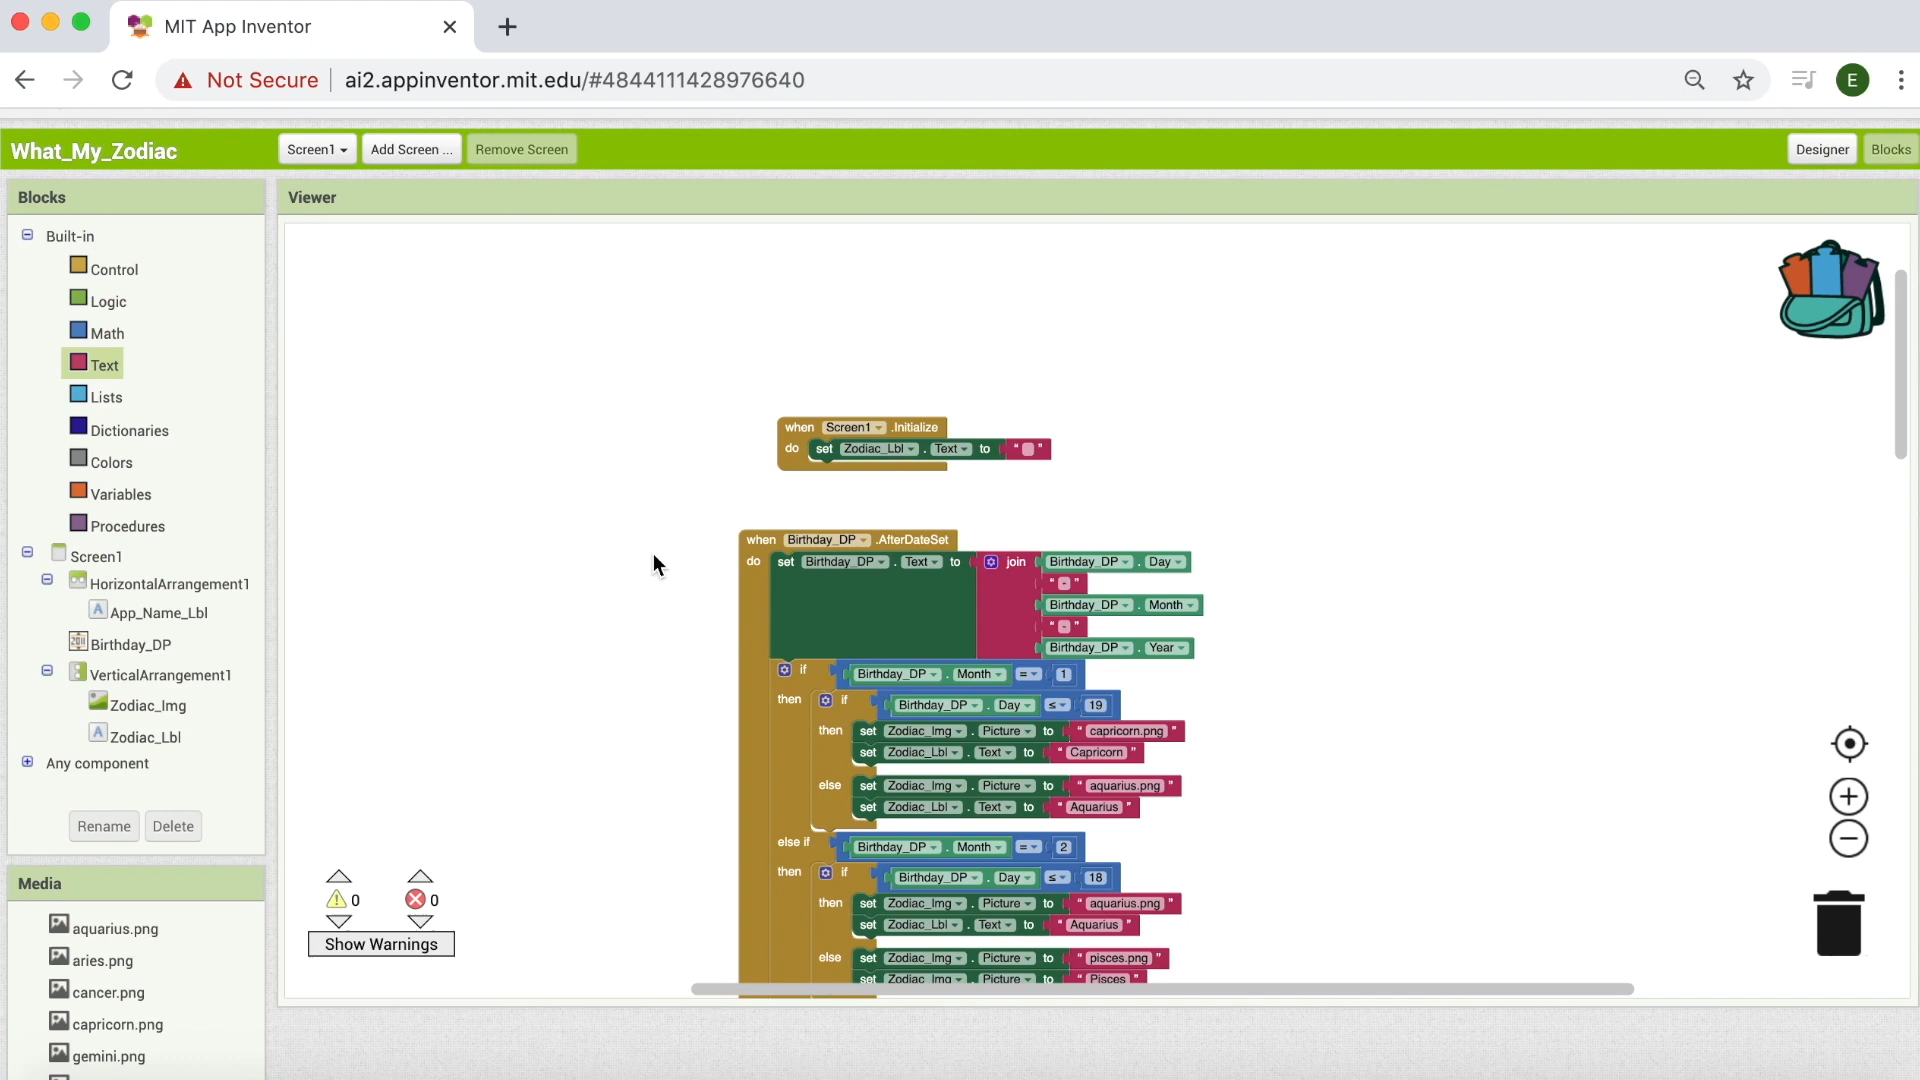 MIT App Inventor
Not Secure
ai2.appinventor.mit.edu/#4844111428976640
E
What_My_Zodiac
Screen1
Add Screen ...
Remove Screen
Designer
Blocks
Blocks
Viewer
Built-in
Control
Logic
Math
Text
Lists
Dictionaries
Colors
Variables
Procedures
Screen1
HorizontalArrangement1
App_Name_Lbl
Birthday_DP
VerticalArrangement1
Zodiac_Img
Zodiac_Lbl
Any component
Rename
Delete
Media
aquarius.png
aries.png
cancer.png
capricorn.png
gemini.png
when Screen1 .Initialize
do set Zodiac_Lbl . Text to " "
when Birthday_DP .AfterDateSet
do set Birthday_DP . Text to join Birthday_DP . Day
" - "
Birthday_DP . Month
" - "
Birthday_DP . Year
if Birthday_DP . Month = 1
then if Birthday_DP . Day ≤ 19
then set Zodiac_Img . Picture to " capricorn.png "
set Zodiac_Lbl . Text to " Capricorn "
else set Zodiac_Img . Picture to " aquarius.png "
set Zodiac_Lbl . Text to " Aquarius "
else if Birthday_DP . Month = 2
then if Birthday_DP . Day ≤ 18
then set Zodiac_Img . Picture to " aquarius.png "
set Zodiac_Lbl . Text to " Aquarius "
else set Zodiac_Img . Picture to " pisces.png "
set Zodiac_Img . Picture to " Pisces "
0
0
Show Warnings